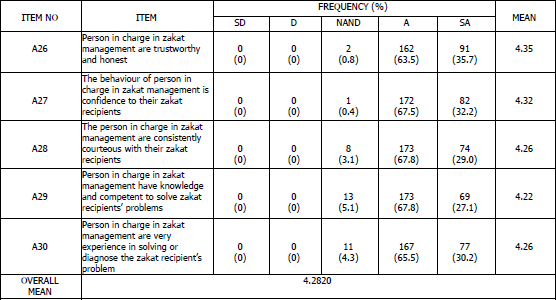 ITEM NO ITEM FREQUENCY (%) MEAN
SD D NAND A SA
A26 Person in charge in zakat management are trustworthy and honest 0 (0) 0 (0) 2 (0.8) 162 (63.5) 91 (35.7) 4.35
A27 The behaviour of person in charge in zakat management is confidence to their zakat recipients 0 (0) 0 (0) 1 (0.4) 172 (67.5) 82 (32.2) 4.32
A28 The person in charge in zakat management are consistently courteous with their zakat recipients 0 (0) 0 (0) 8 (3.1) 173 (67.8) 74 (29.0) 4.26
A29 Person in charge in zakat management have knowledge and competent to solve zakat recipients' problems 0 (0) 0 (0) 13 (5.1) 173 (67.8) 69 (27.1) 4.22
A30 Person in charge in zakat management are very experience in solving or diagnose the zakat recipient's problem 0 (0) 0 (0) 11 (4.3) 167 (65.5) 77 (30.2) 4.26
OVERALL MEAN 4.2820